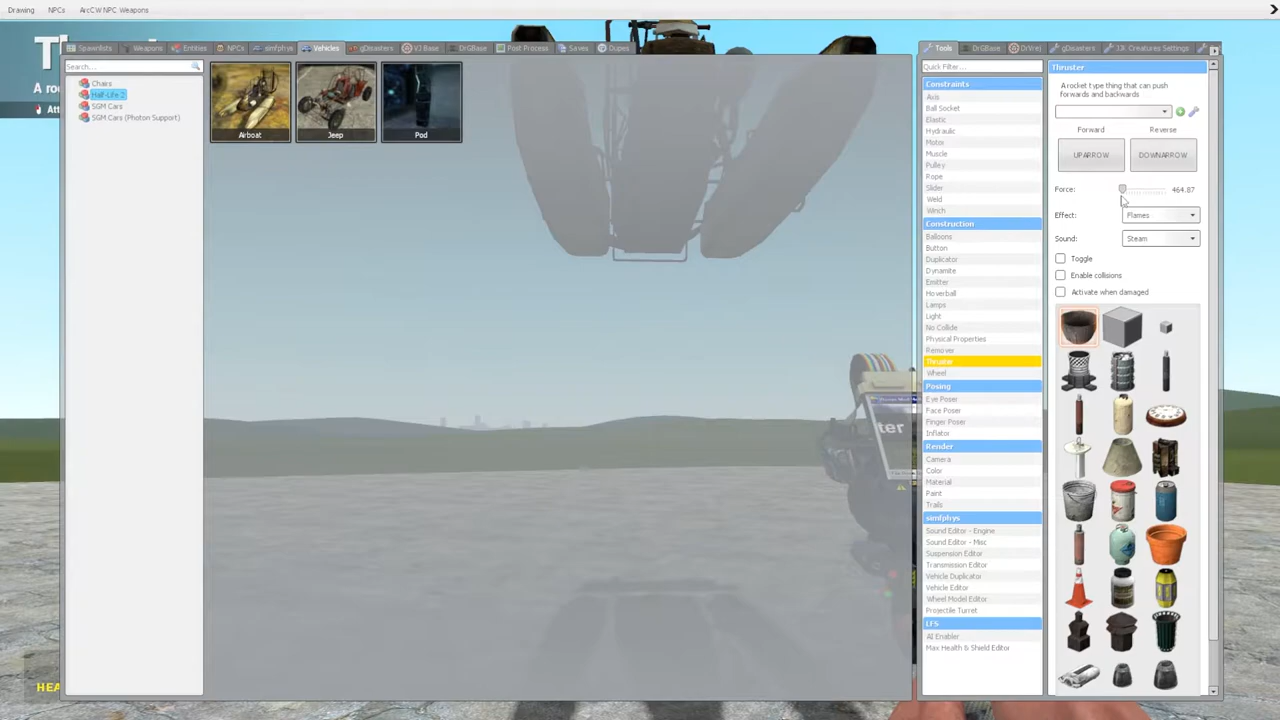 Drawing NPCs ArcCW NPC Weapons
Spawnlists Weapons Entities NPCs simfphys Vehicles gDisasters VJ Base DrGBase Post Process Saves Dupes
Search...
Chairs
Half-Life 2
SGM Cars
SGM Cars (Photon Support)
Airboat Jeep Pod
Tools DrGBase DrVrej gDisasters JJK Creatures Settings
Quick Filter...
Constraints
Axis
Ball Socket
Elastic
Hydraulic
Motor
Muscle
Pulley
Rope
Slider
Weld
Winch
Construction
Balloons
Button
Duplicator
Dynamite
Emitter
Hoverball
Lamps
Light
No Collide
Physical Properties
Remover
Thruster
Wheel
Posing
Eye Poser
Face Poser
Finger Poser
Inflator
Render
Camera
Color
Material
Paint
Trails
simfphys
Sound Editor - Engine
Sound Editor - Misc
Suspension Editor
Transmission Editor
Vehicle Duplicator
Vehicle Editor
Wheel Model Editor
Projectile Turret
LFS
AI Enabler
Max Health & Shield Editor
Thruster
A rocket type thing that can push
forwards and backwards
Forward Reverse
UPARROW DOWNARROW
Force: 464.87
Effect: Flames
Sound: Steam
Toggle
Enable collisions
Activate when damaged
ter
HEA